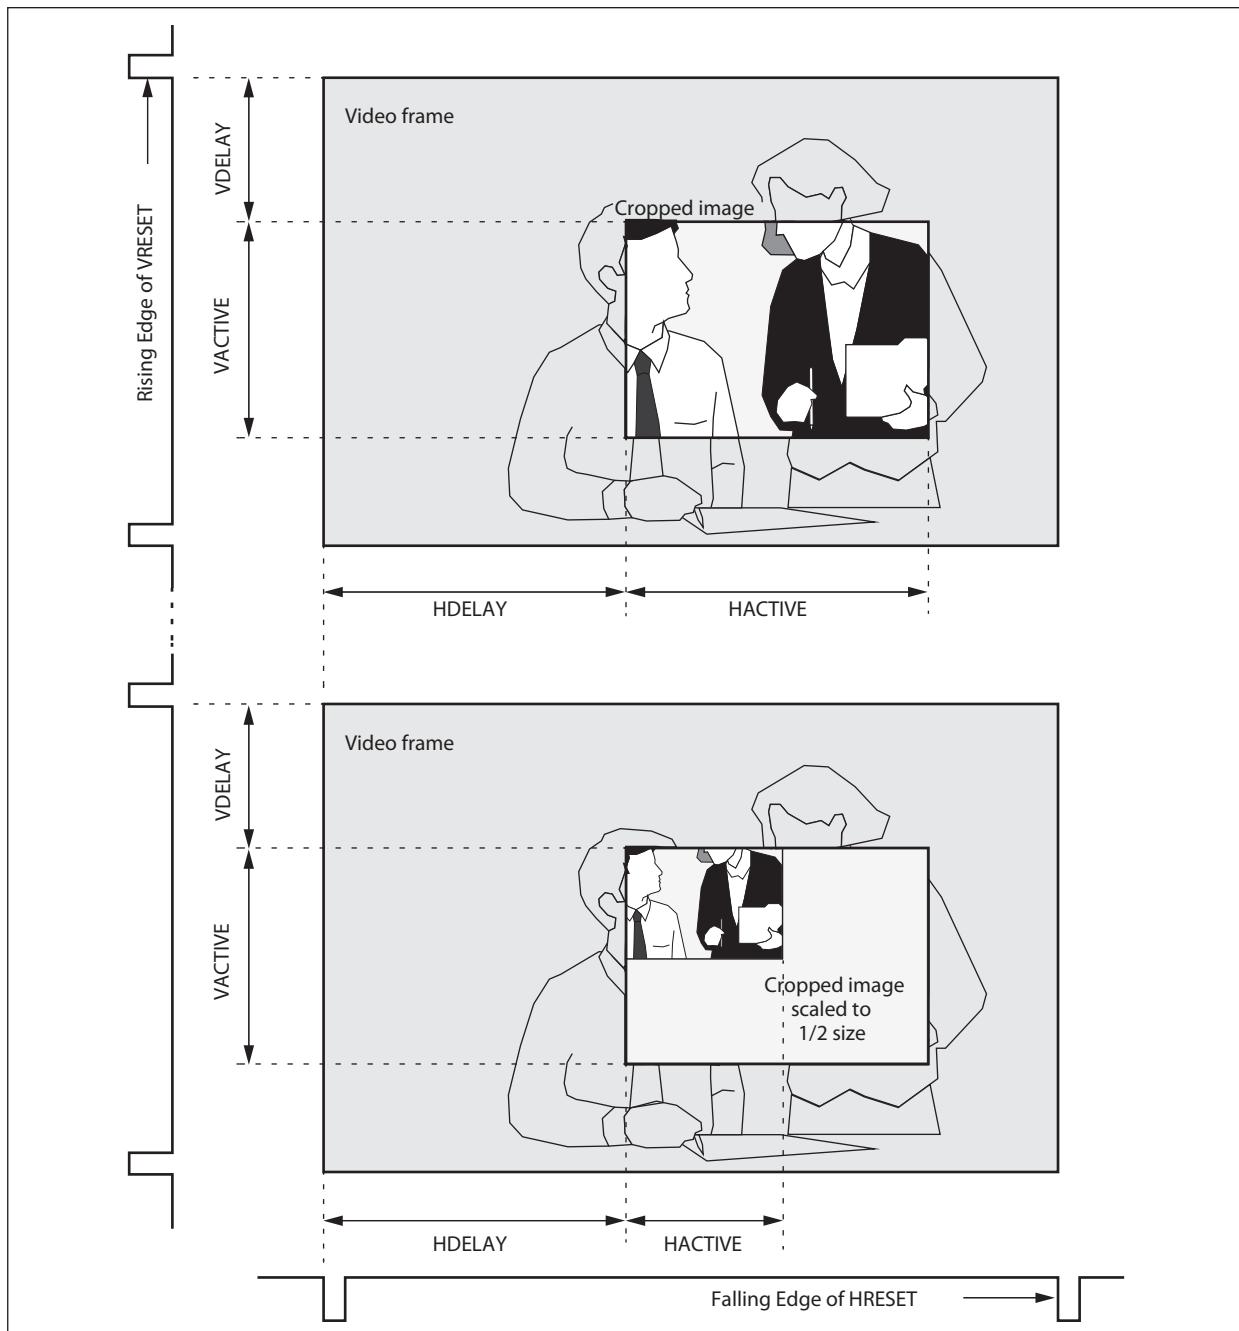 Video frame
VDELAY
Cropped image
Rising Edge of VRESET
VACTIVE
HDELAY
HACTIVE
Video frame
VDELAY
VACTIVE
Cropped image
scaled to
1/2 size
HDELAY
HACTIVE
Falling Edge of HRESET